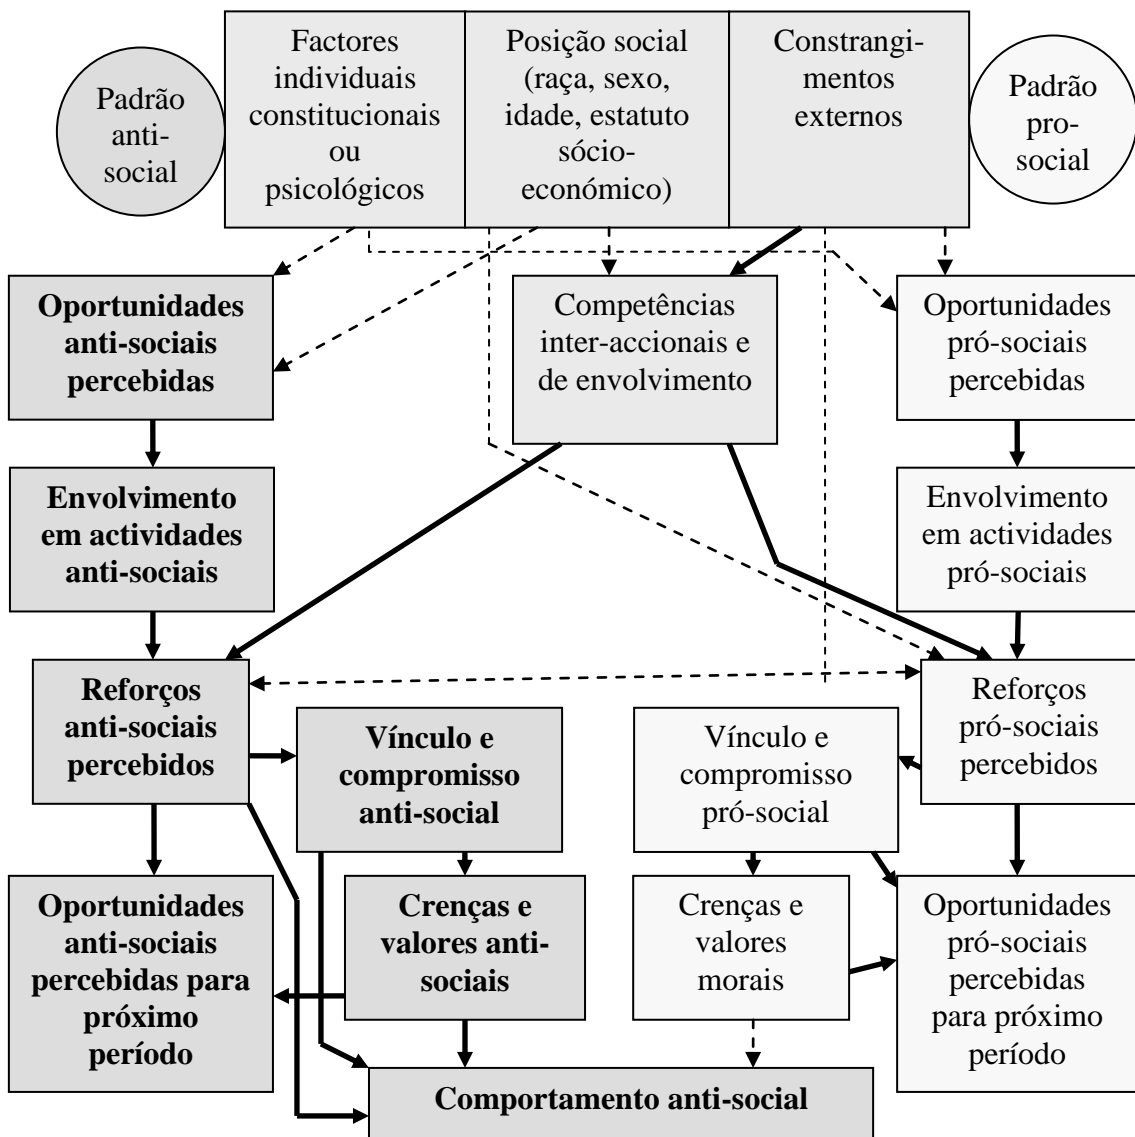 Padrão
anti-
social
Factores
individuais
constitucionais
ou
psicológicos
Posição social
(raça, sexo,
idade, estatuto
sócio-
económico)
Constrangi-
mentos
externos
Padrão
pro-
social
Oportunidades
anti-sociais
percebidas
Competências
inter-accionais e
de envolvimento
Oportunidades
pró-sociais
percebidas
Envolvimento
em actividades
anti-sociais
Envolvimento
em actividades
pró-sociais
Reforços
anti-sociais
percebidos
Vínculo e
compromisso
anti-social
Vínculo e
compromisso
pró-social
Reforços
pró-sociais
percebidos
Oportunidades
anti-sociais
percebidas para
próximo
período
Crenças e
valores anti-
sociais
Crenças e
valores
morais
Oportunidades
pró-sociais
percebidas
para próximo
período
Comportamento anti-social